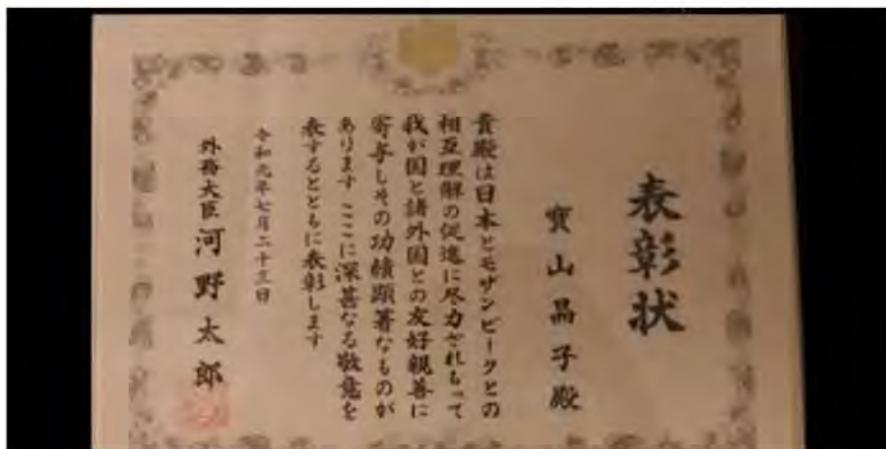 表彰状
寳山晶子殿
貴殿は日本とモザンビークとの
相互理解の促進に尽力されもって
我が国と諸外国との友好親善に
寄与しその功績顕著なものが
あります ここに深甚なる敬意を
表するとともに表彰します
令和元年七月二十三日
外務大臣 河野太郎